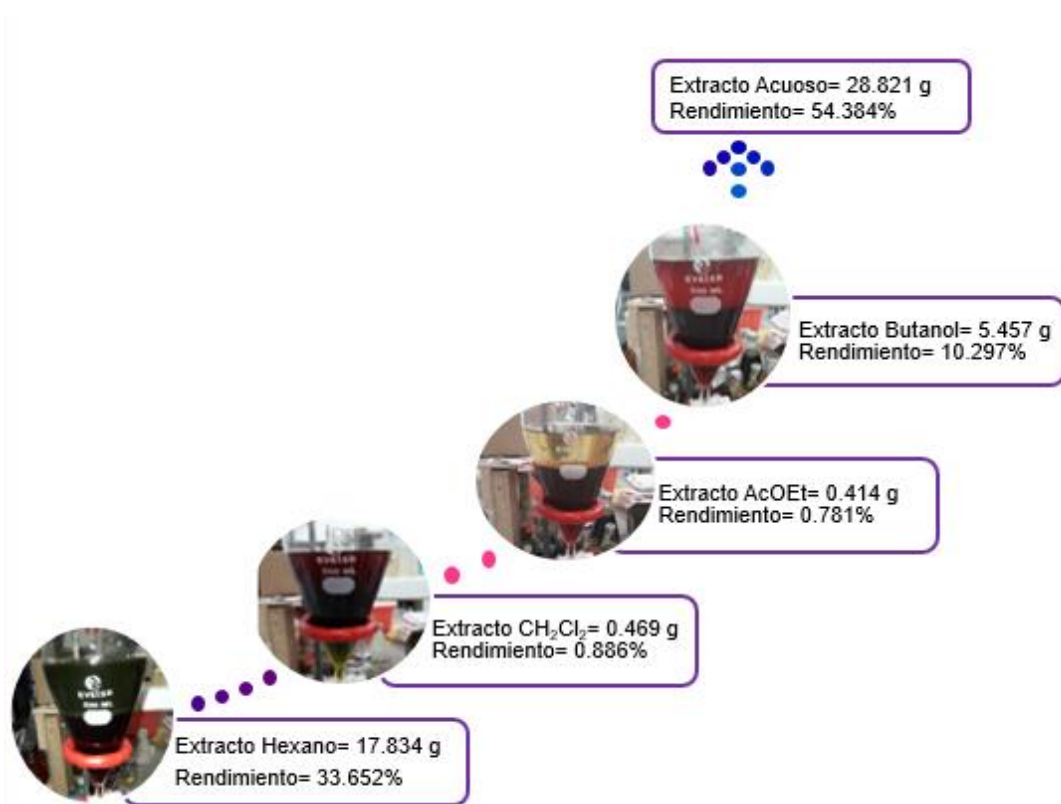 Extracto Acuoso= 28.821 g
Rendimiento= 54.384%
Extracto Butanol= 5.457 g
Rendimiento= 10.297%
Extracto AcOEt= 0.414 g
Rendimiento= 0.781%
Extracto CH₂Cl₂= 0.469 g
Rendimiento= 0.886%
Extracto Hexano= 17.834 g
Rendimiento= 33.652%